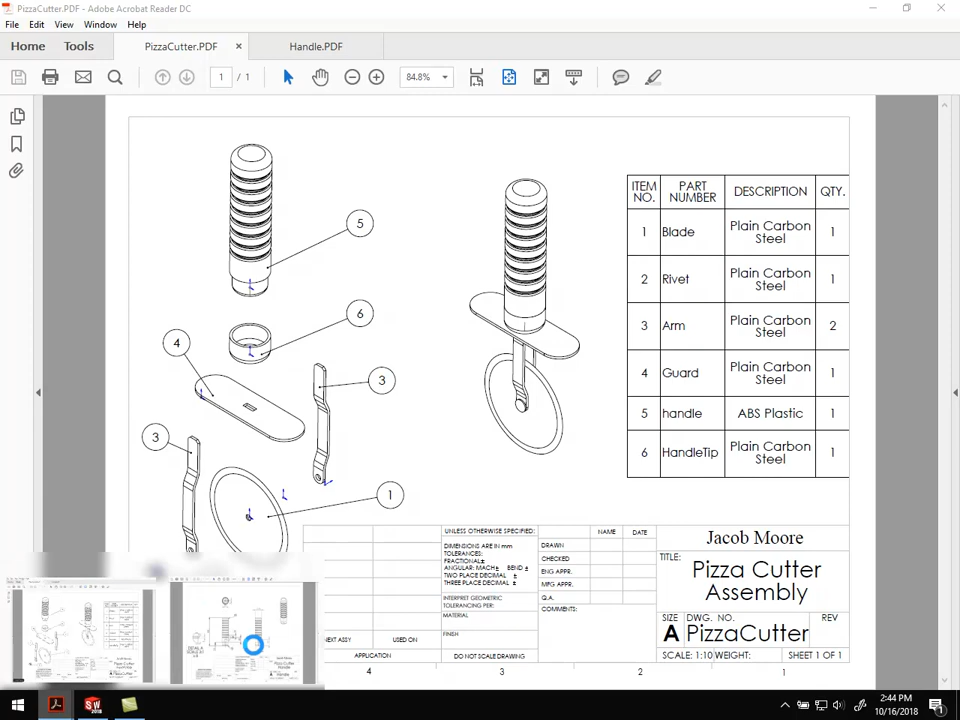 PizzaCutter.PDF - Adobe Acrobat Reader DC
File Edit View Window Help
Home Tools PizzaCutter.PDF × Handle.PDF
1 / 1 84.8%
5
6
4
3
3
1
ITEM NO. PART NUMBER DESCRIPTION QTY.
1 Blade Plain Carbon Steel 1
2 Rivet Plain Carbon Steel 1
3 Arm Plain Carbon Steel 2
4 Guard Plain Carbon Steel 1
5 handle ABS Plastic 1
6 HandleTip Plain Carbon Steel 1
UNLESS OTHERWISE SPECIFIED:
DIMENSIONS ARE IN mm
TOLERANCES:
FRACTIONAL±
ANGULAR: MACH± BEND ±
TWO PLACE DECIMAL ±
THREE PLACE DECIMAL ±
INTERPRET GEOMETRIC
TOLERANCING PER:
MATERIAL
FINISH
DO NOT SCALE DRAWING
NEXT ASSY USED ON
APPLICATION
NAME DATE
DRAWN
CHECKED
ENG APPR.
MFG APPR.
Q.A.
COMMENTS:
Jacob Moore
TITLE:
Pizza Cutter
Assembly
SIZE DWG. NO. REV
A PizzaCutter
SCALE: 1:10 WEIGHT: SHEET 1 OF 1
4 3 2 1
SW
2018
2:44 PM
10/16/2018
1